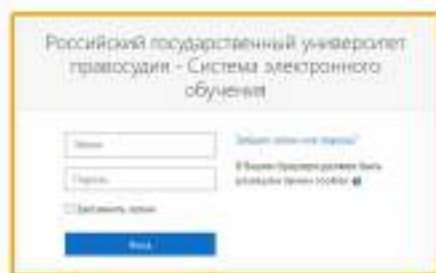 Российский государственный университет
правосудия - Система электронного
обучения
Логин
Забыли логин или пароль?
Пароль
В Вашем браузере должен быть
разрешен прием cookies
Запомнить логин
Вход